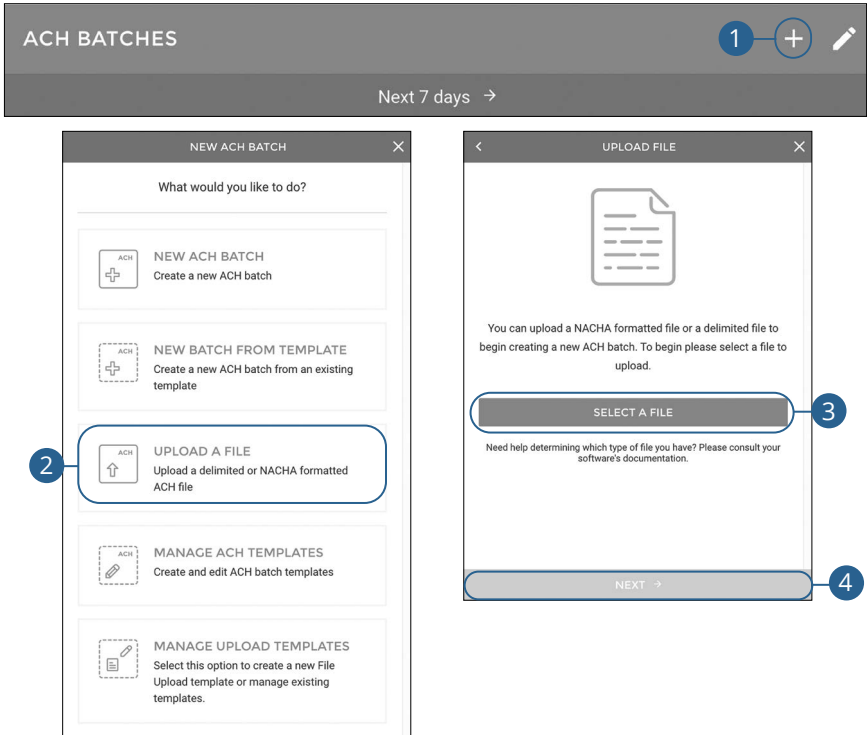 ACH BATCHES
1
Next 7 days →
NEW ACH BATCH
What would you like to do?
ACH
NEW ACH BATCH
Create a new ACH batch
ACH
NEW BATCH FROM TEMPLATE
Create a new ACH batch from an existing
template
2
ACH
UPLOAD A FILE
Upload a delimited or NACHA formatted
ACH file
ACH
MANAGE ACH TEMPLATES
Create and edit ACH batch templates
MANAGE UPLOAD TEMPLATES
Select this option to create a new File
Upload template or manage existing
templates.
UPLOAD FILE
You can upload a NACHA formatted file or a delimited file to
begin creating a new ACH batch. To begin please select a file to
upload.
SELECT A FILE
3
Need help determining which type of file you have? Please consult your
software's documentation.
NEXT →
4